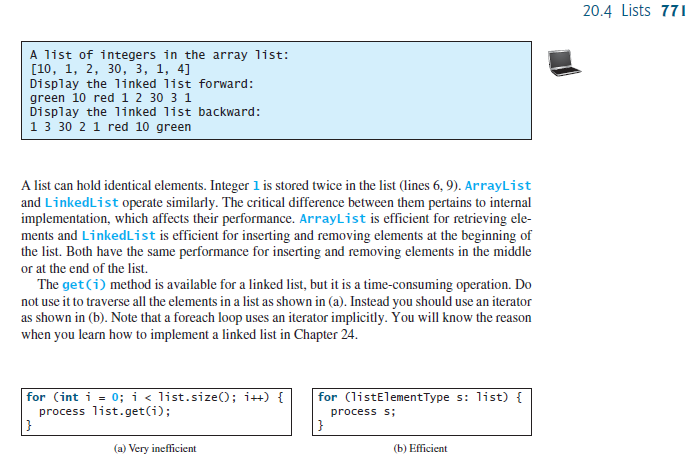 20.4 Lists 771
A list of integers in the array list:
[10, 1, 2, 30, 3, 1, 4]
Display the linked list forward:
green 10 red 1 2 30 3 1
Display the linked list backward:
1 3 30 2 1 red 10 green
A list can hold identical elements. Integer 1 is stored twice in the list (lines 6, 9). ArrayList
and LinkedList operate similarly. The critical difference between them pertains to internal
implementation, which affects their performance. ArrayList is efficient for retrieving ele-
ments and LinkedList is efficient for inserting and removing elements at the beginning of
the list. Both have the same performance for inserting and removing elements in the middle
or at the end of the list.
The get(i) method is available for a linked list, but it is a time-consuming operation. Do
not use it to traverse all the elements in a list as shown in (a). Instead you should use an iterator
as shown in (b). Note that a foreach loop uses an iterator implicitly. You will know the reason
when you learn how to implement a linked list in Chapter 24.
for (int i = 0; i < list.size(); i++) {
process list.get(i);
}
(a) Very inefficient
for (listElementType s: list) {
process s;
}
(b) Efficient